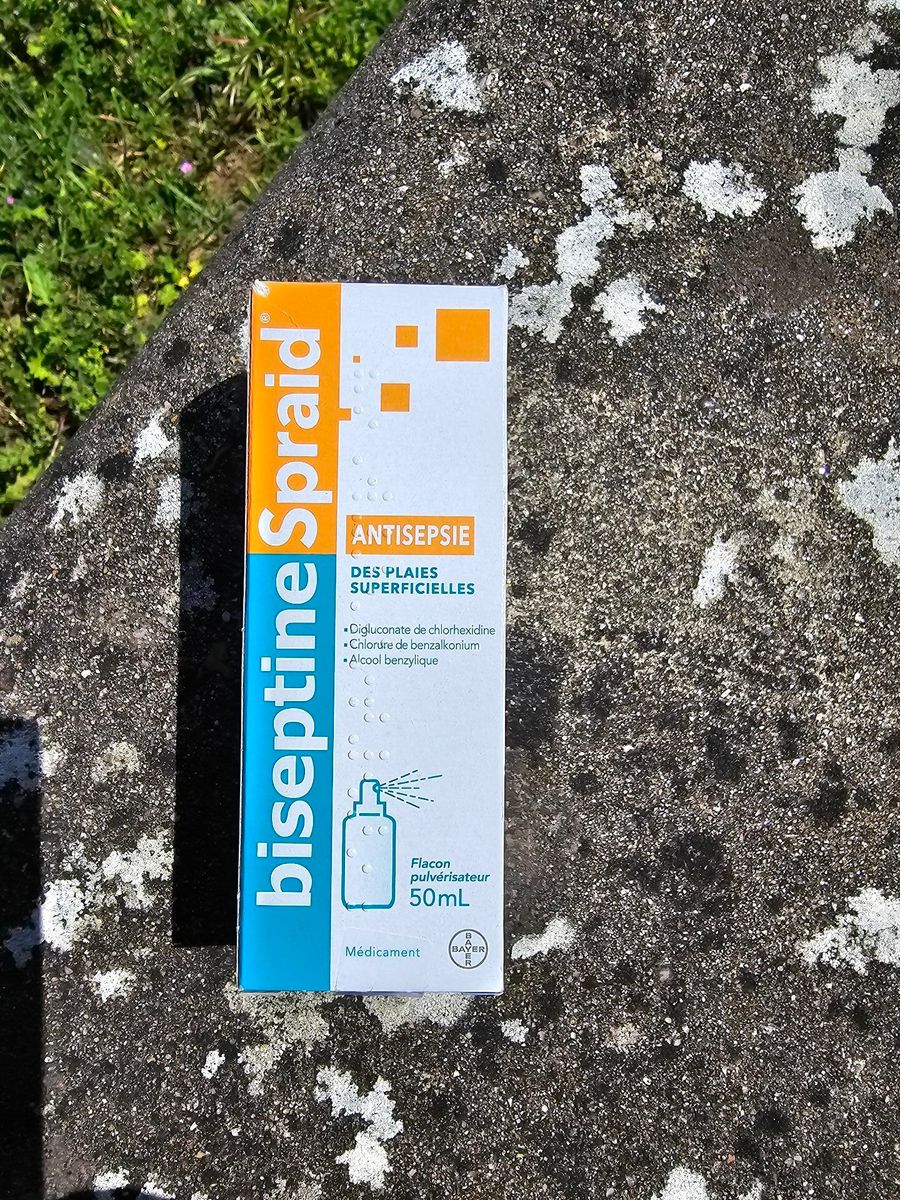 biseptineSpraid®
ANTISEPSIE
DES PLAIES
SUPERFICIELLES
▪ Digluconate de chlorhexidine
▪ Chlorure de benzalkonium
▪ Alcool benzylique
Flacon
pulvérisateur
50mL
Médicament
BAYER